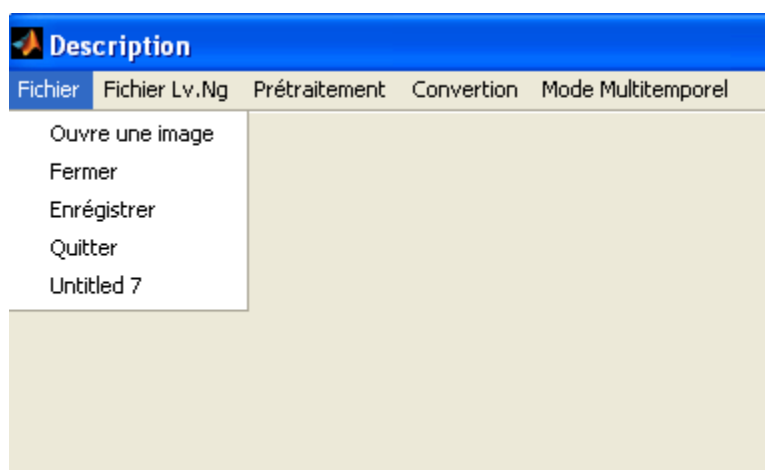 Description
Fichier Fichier Lv.Ng Prétraitement Convertion Mode Multitemporel
Ouvre une image
Fermer
Enrégistrer
Quitter
Untitled 7